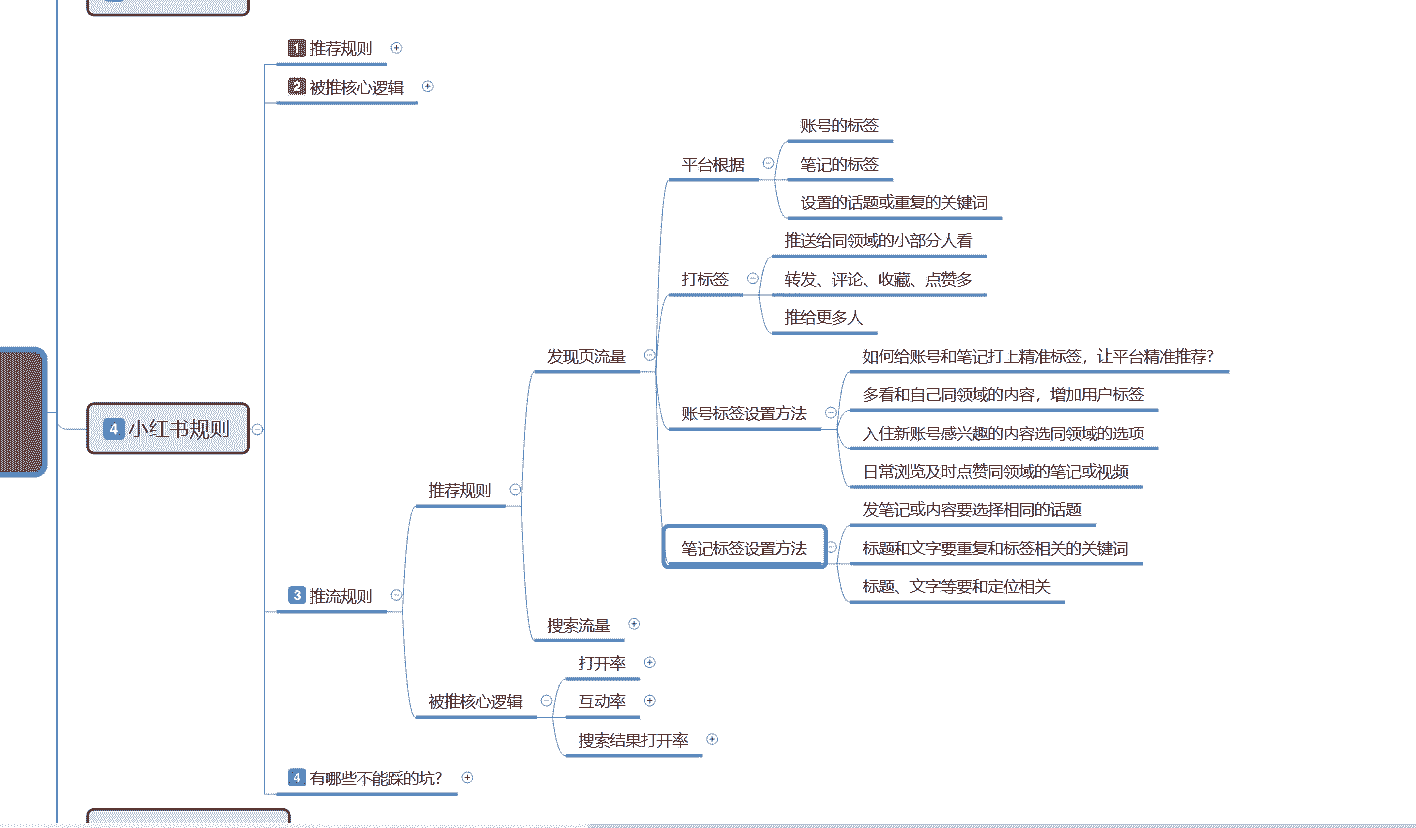 1 推荐规则
2 被推核心逻辑
账号的标签
平台根据
笔记的标签
设置的话题或重复的关键词
推送给同领域的小部分人看
打标签
转发、评论、收藏、点赞多
推给更多人
发现页流量
如何给账号和笔记打上精准标签，让平台精准推荐？
多看和自己同领域的内容，增加用户标签
账号标签设置方法
4 小红书规则
入住新账号感兴趣的内容选同领域的选项
日常浏览及时点赞同领域的笔记或视频
推荐规则
发笔记或内容要选择相同的话题
笔记标签设置方法
标题和文字要重复和标签相关的关键词
标题、文字等要和定位相关
3 推流规则
搜索流量
打开率
被推核心逻辑
互动率
搜索结果打开率
4 有哪些不能踩的坑？